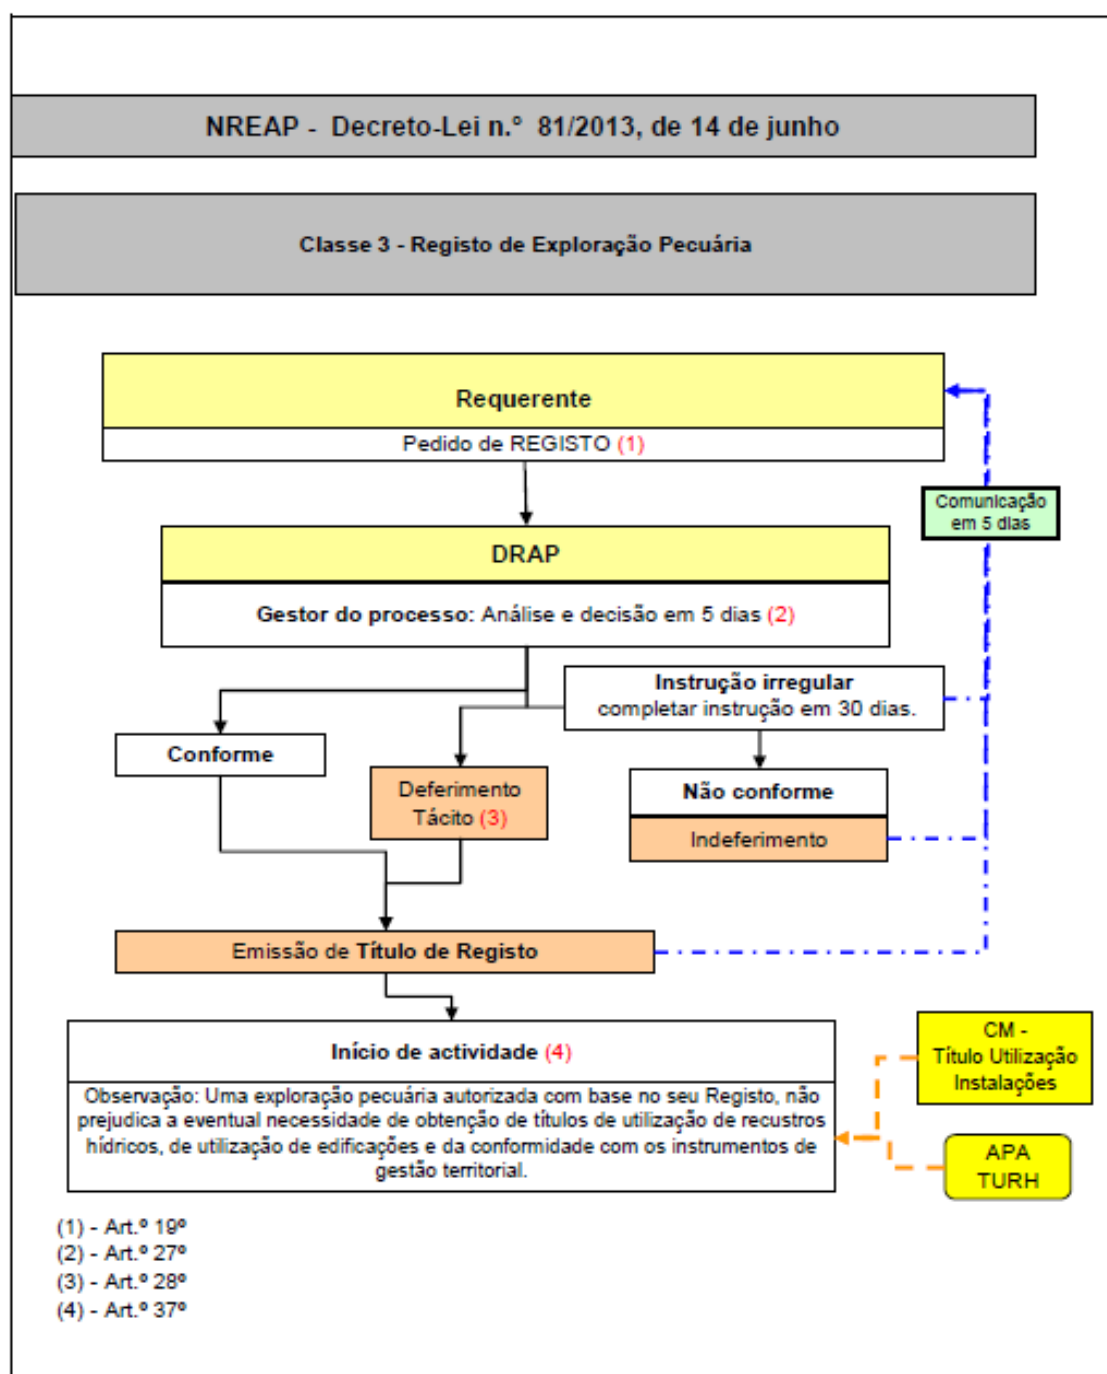 NREAP - Decreto-Lei n.º 81/2013, de 14 de junho
Classe 3 - Registo de Exploração Pecuária
Requerente
Pedido de REGISTO (1)
Comunicação
em 5 dias
DRAP
Gestor do processo: Análise e decisão em 5 dias (2)
Instrução irregular
completar instrução em 30 dias.
Conforme
Deferimento
Tácito (3)
Não conforme
Indeferimento
Emissão de Título de Registo
Início de actividade (4)
Observação: Uma exploração pecuária autorizada com base no seu Registo, não
prejudica a eventual necessidade de obtenção de títulos de utilização de recustros
hídricos, de utilização de edificações e da conformidade com os instrumentos de
gestão territorial.
CM -
Título Utilização
Instalações
APA
TURH
(1) - Art.º 19º
(2) - Art.º 27º
(3) - Art.º 28º
(4) - Art.º 37º